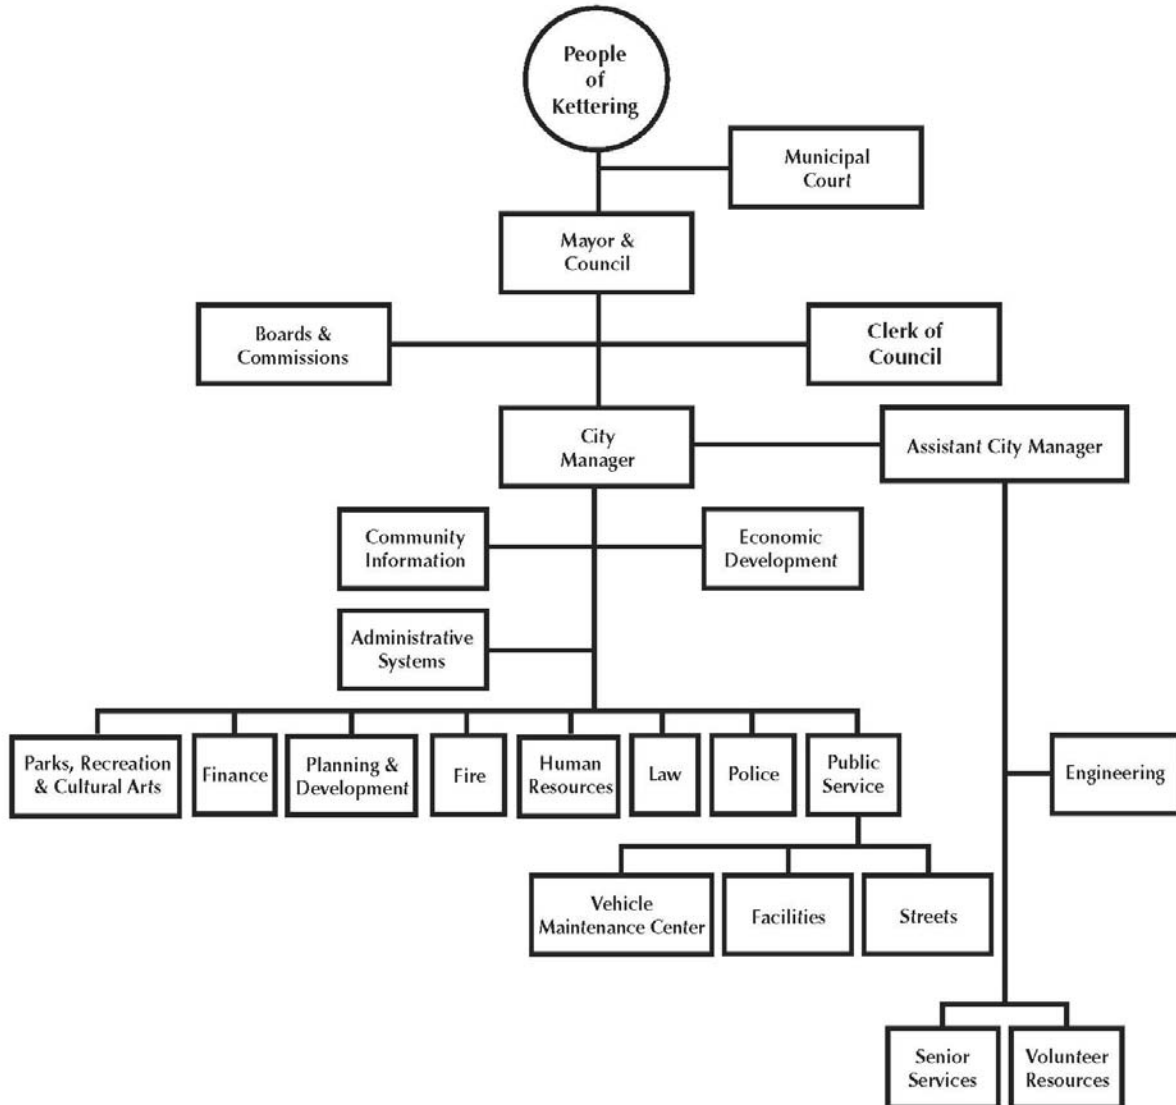 People
of
Kettering
Municipal
Court
Mayor &
Council
Boards &
Commissions
Clerk of
Council
City
Manager
Assistant City Manager
Community
Information
Economic
Development
Administrative
Systems
Parks, Recreation
& Cultural Arts
Finance
Planning &
Development
Fire
Human
Resources
Law
Police
Public
Service
Engineering
Vehicle
Maintenance Center
Facilities
Streets
Senior
Services
Volunteer
Resources